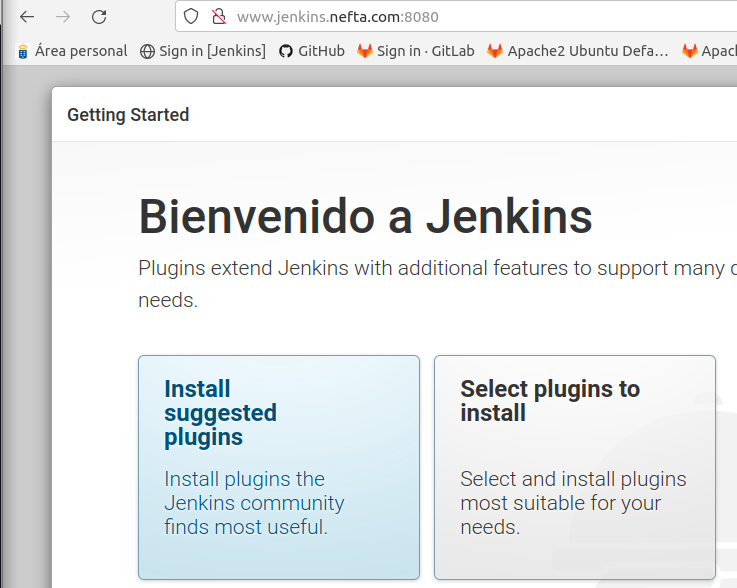 www.jenkins.nefta.com:8080
Área personal Sign in [Jenkins] GitHub Sign in · GitLab Apache2 Ubuntu Defa… Apac
Getting Started
Bienvenido a Jenkins
Plugins extend Jenkins with additional features to support many
needs.
Install
suggested
plugins
Install plugins the
Jenkins community
finds most useful.
Select plugins to
install
Select and install plugins
most suitable for your
needs.